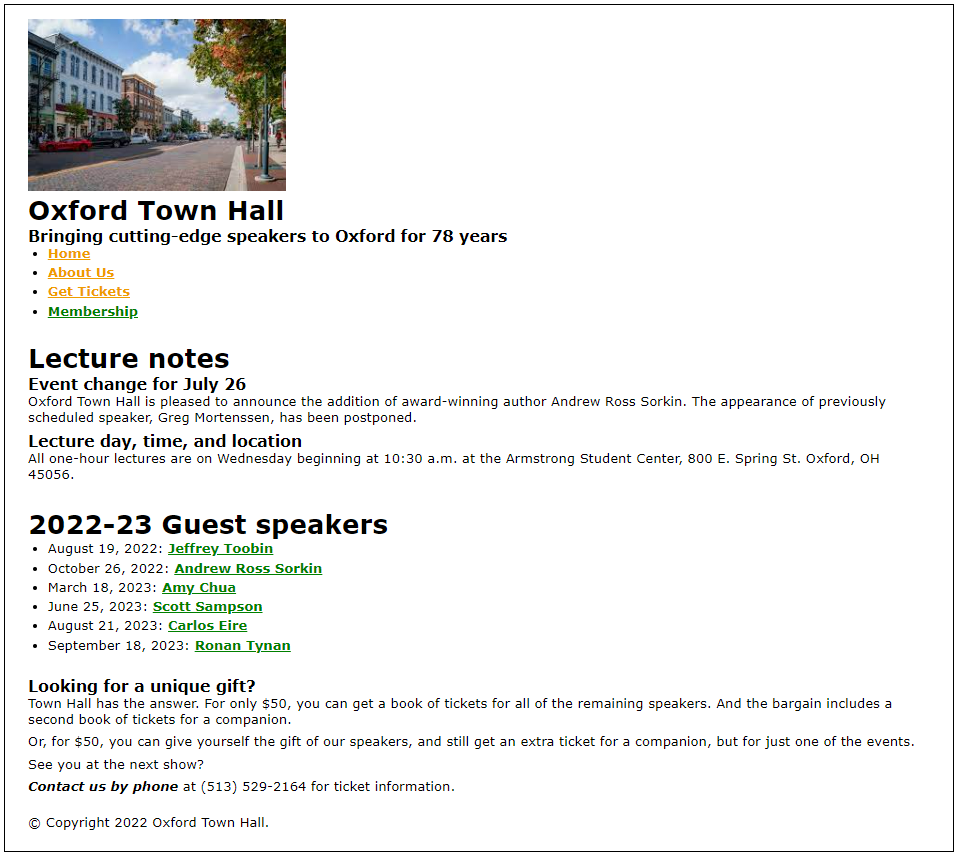 Oxford Town Hall
Bringing cutting-edge speakers to Oxford for 78 years
• Home
• About Us
• Get Tickets
• Membership
Lecture notes
Event change for July 26
Oxford Town Hall is pleased to announce the addition of award-winning author Andrew Ross Sorkin. The appearance of previously
scheduled speaker, Greg Mortenssen, has been postponed.
Lecture day, time, and location
All one-hour lectures are on Wednesday beginning at 10:30 a.m. at the Armstrong Student Center, 800 E. Spring St. Oxford, OH
45056.
2022-23 Guest speakers
• August 19, 2022: Jeffrey Toobin
• October 26, 2022: Andrew Ross Sorkin
• March 18, 2023: Amy Chua
• June 25, 2023: Scott Sampson
• August 21, 2023: Carlos Eire
• September 18, 2023: Ronan Tynan
Looking for a unique gift?
Town Hall has the answer. For only $50, you can get a book of tickets for all of the remaining speakers. And the bargain includes a
second book of tickets for a companion.
Or, for $50, you can give yourself the gift of our speakers, and still get an extra ticket for a companion, but for just one of the events.
See you at the next show?
Contact us by phone at (513) 529-2164 for ticket information.
© Copyright 2022 Oxford Town Hall.